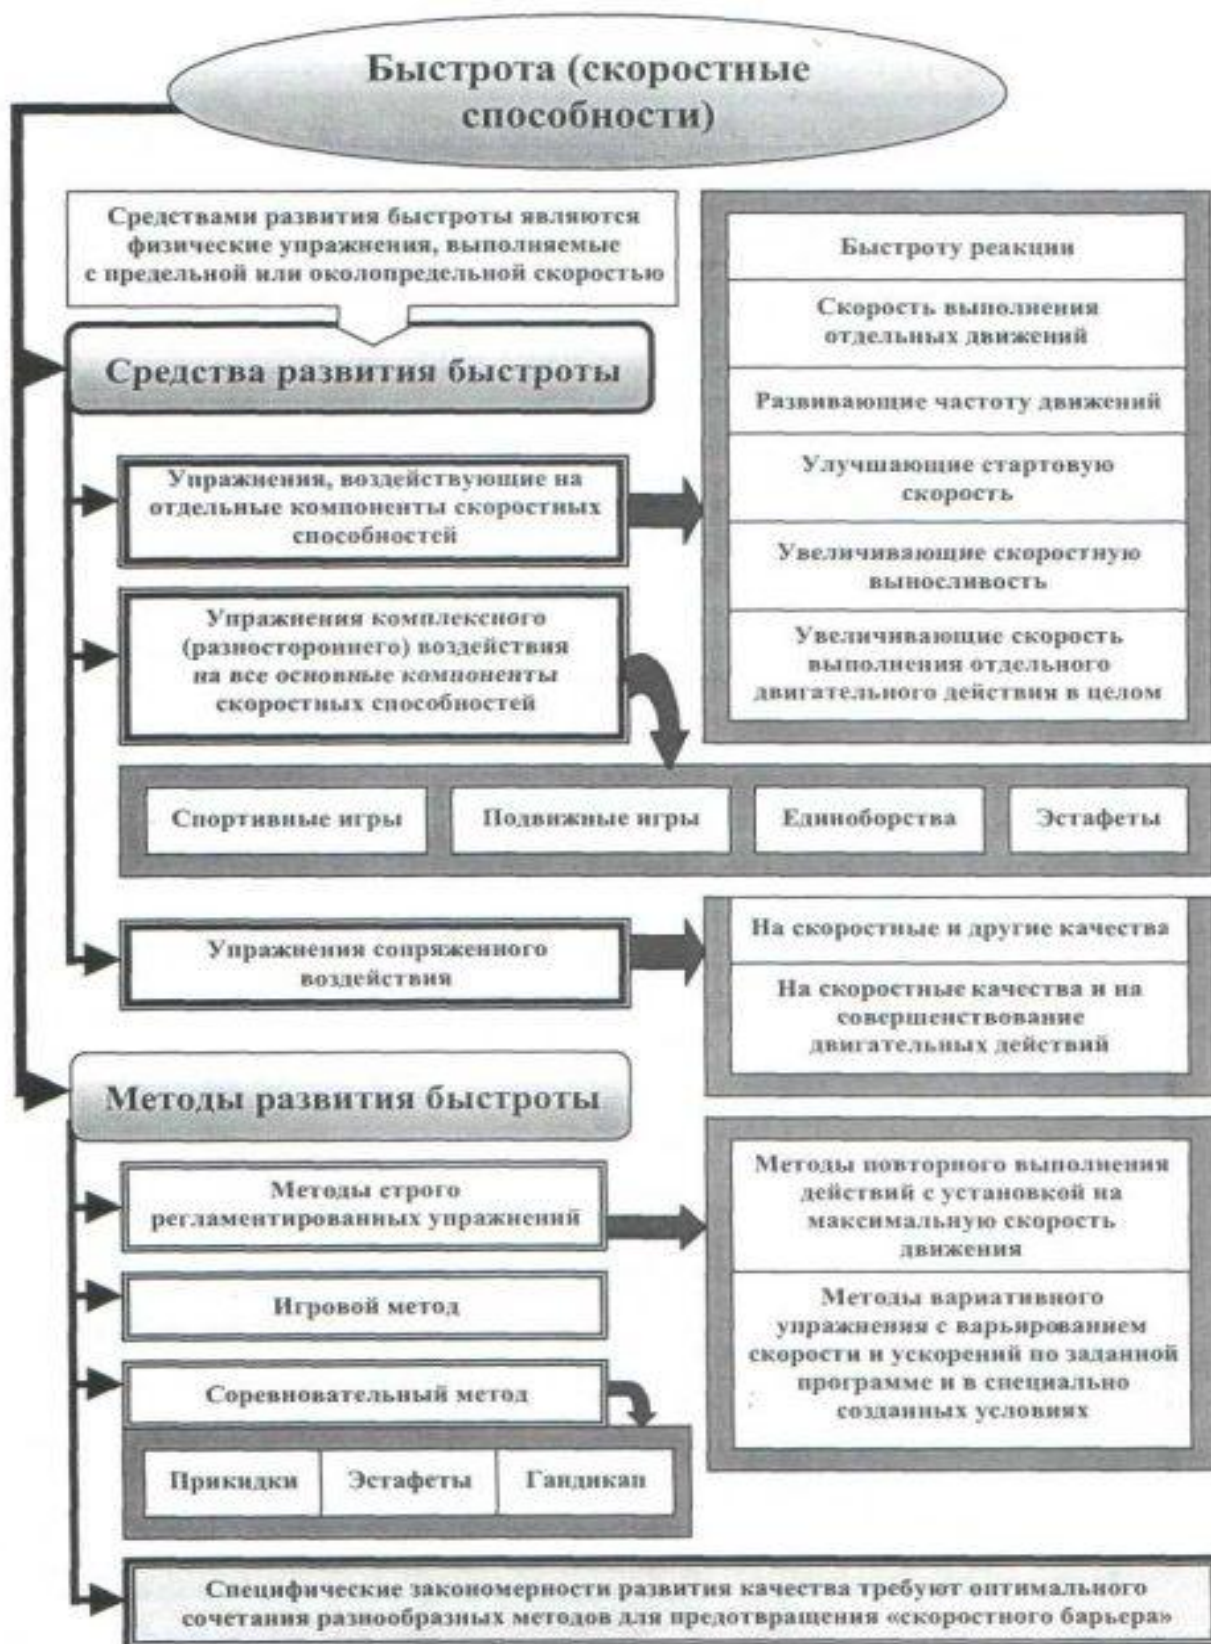 Быстрота (скоростные
способности)
Средствами развития быстроты являются
физические упражнения, выполняемые
с предельной или околопредельной скоростью
Средства развития быстроты
Упражнения, воздействующие на
отдельные компоненты скоростных
способностей
Быстроту реакции
Скорость выполнения
отдельных движений
Развивающие частоту движений
Улучшающие стартовую
скорость
Увеличивающие скоростную
выносливость
Увеличивающие скорость
выполнения отдельного
двигательного действия в целом
Упражнения комплексного
(разностороннего) воздействия
на все основные компоненты
скоростных способностей
Спортивные игры
Подвижные игры
Единоборства
Эстафеты
Упражнения сопряженного
воздействия
На скоростные и другие качества
На скоростные качества и на
совершенствование
двигательных действий
Методы развития быстроты
Методы строго
регламентированных упражнений
Методы повторного выполнения
действий с установкой на
максимальную скорость
движения
Методы вариативного
упражнения с варьированием
скорости и ускорений по заданной
программе и в специально
созданных условиях
Игровой метод
Соревновательный метод
Прикидки
Эстафеты
Гандикап
Специфические закономерности развития качества требуют оптимального
сочетания разнообразных методов для предотвращения «скоростного барьера»